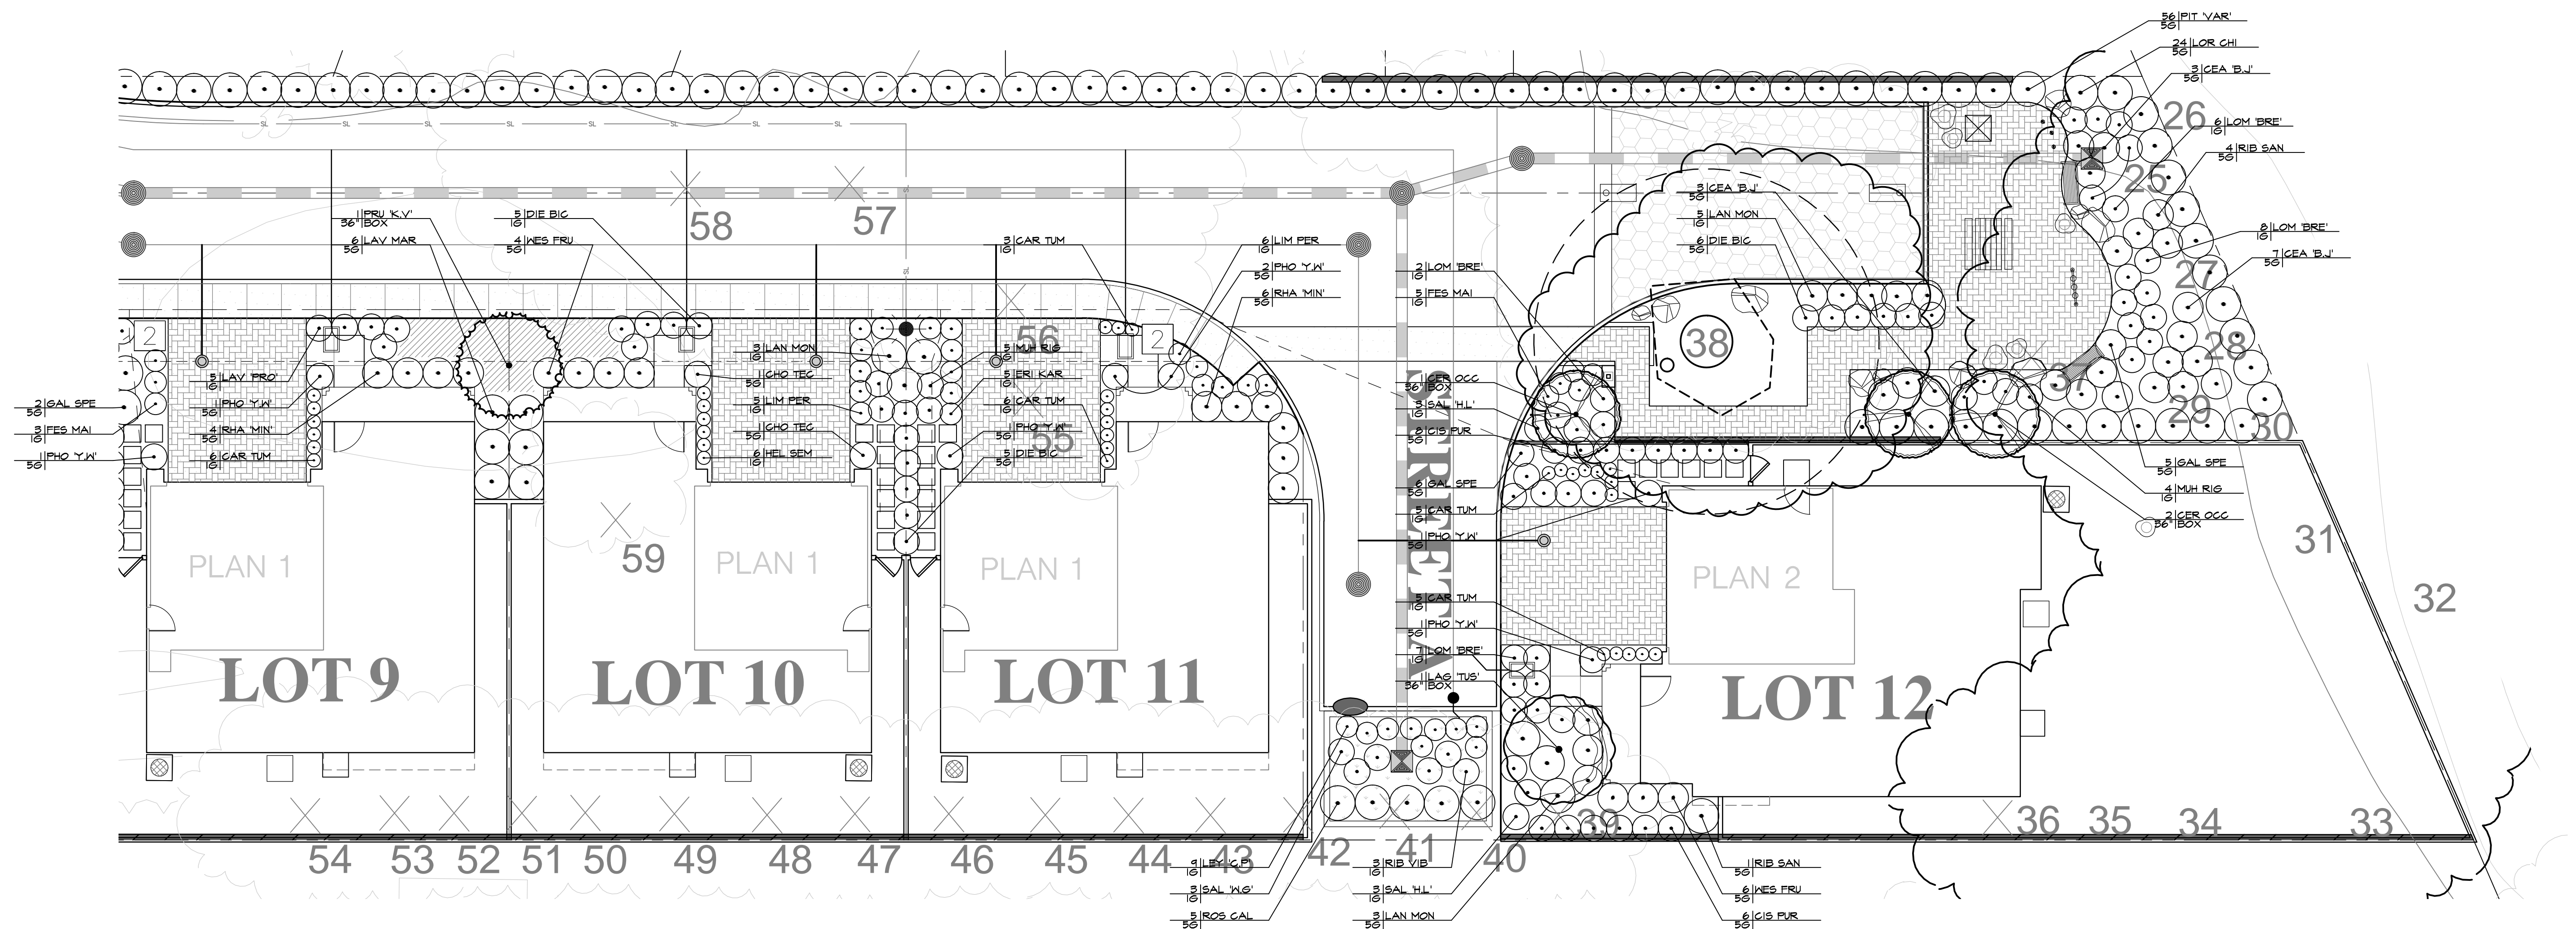 56 PIT 'VAR'
5G
24 LOR CHI
5G
3 CEA 'B.J'
5G
6 LOM 'BRE'
1G
4 RIB SAN
5G
8 LOM 'BRE'
1G
7 CEA 'B.J'
5G
26
25
27
28
29
30
37
31
32
SL SL SL SL SL SL SL SL
SL
SL
58
57
1 PRU 'K.V'
36" BOX
6 LAV MAR
5G
5 DIE BIC
5G
4 WES FRU
5G
3 CAR TUM
1G
6 LIM PER
1G
2 PHO 'Y.W'
5G
6 RHA 'MIN'
5G
3 CEA 'B.J'
5G
5 LAN MON
1G
6 DIE BIC
5G
2 LOM 'BRE'
1G
5 FES MAI
1G
38
2
2
56
55
5 LAV 'PRO'
1 PHO 'Y.W'
5G
4 RHA 'MIN'
5G
6 CAR TUM
1G
2 GAL SPE
5G
3 FES MAI
1G
1 PHO 'Y.W'
5G
3 LAN MON
1G
1 CHO TEC
5G
5 LIM PER
1G
1 CHO TEC
5G
6 HEL SEM
1G
5 MUH RIG
1G
5 ERI KAR
1G
6 CAR TUM
1G
1 PHO 'Y.W'
5G
5 DIE BIC
5G
CER OCC
36" BOX
3 SAL 'H.L'
1G
8 CIS PUR
5G
6 GAL SPE
5G
5 CAR TUM
1G
PHO 'Y.W'
5G
5 CAR TUM
1G
1 PHO 'Y.W'
5G
7 LOM 'BRE'
1G
1 LAG 'TUS'
36" BOX
5 GAL SPE
5G
4 MUH RIG
1G
2 CER OCC
36" BOX
STREET A
59
PLAN 1
PLAN 1
PLAN 1
PLAN 2
LOT 9
LOT 10
LOT 11
LOT 12
54 53 52 51 50 49 48 47 46 45 44 43 42 41 40
39
36 35 34 33
9 LEY 'C.P'
1G
3 SAL 'W.G'
1G
5 ROS CAL
5G
3 RIB VIB
1G
3 SAL 'H.L'
1G
3 LAN MON
5G
1 RIB SAN
5G
6 WES FRU
5G
6 CIS PUR
5G